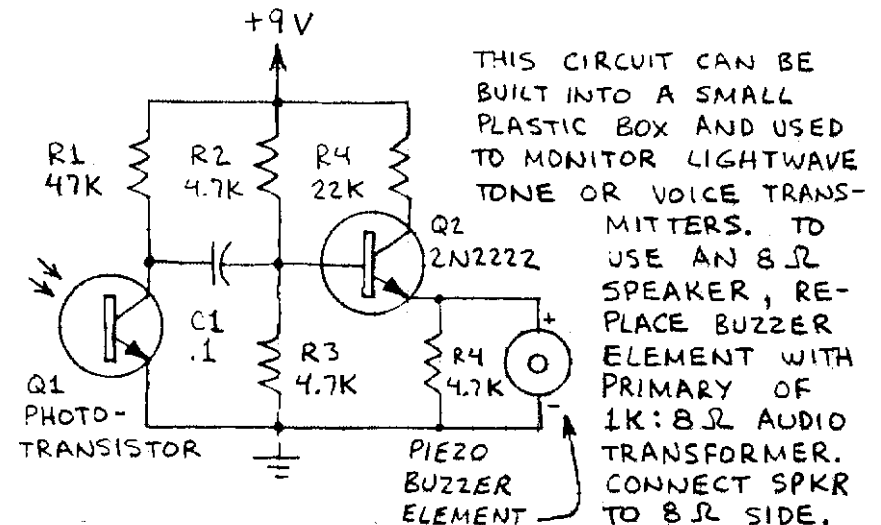 +9V
THIS CIRCUIT CAN BE
BUILT INTO A SMALL
PLASTIC BOX AND USED
TO MONITOR LIGHTWAVE
TONE OR VOICE TRANS-
MITTERS. TO
USE AN 8 Ω
SPEAKER, RE-
PLACE BUZZER
ELEMENT WITH
PRIMARY OF
1K:8 Ω AUDIO
TRANSFORMER.
CONNECT SPKR
TO 8 Ω SIDE.
R1
47K
R2
4.7K
R4
22K
Q2
2N2222
C1
.1
R3
4.7K
R4
4.7K
+
-
Q1
PHOTO-
TRANSISTOR
PIEZO
BUZZER
ELEMENT